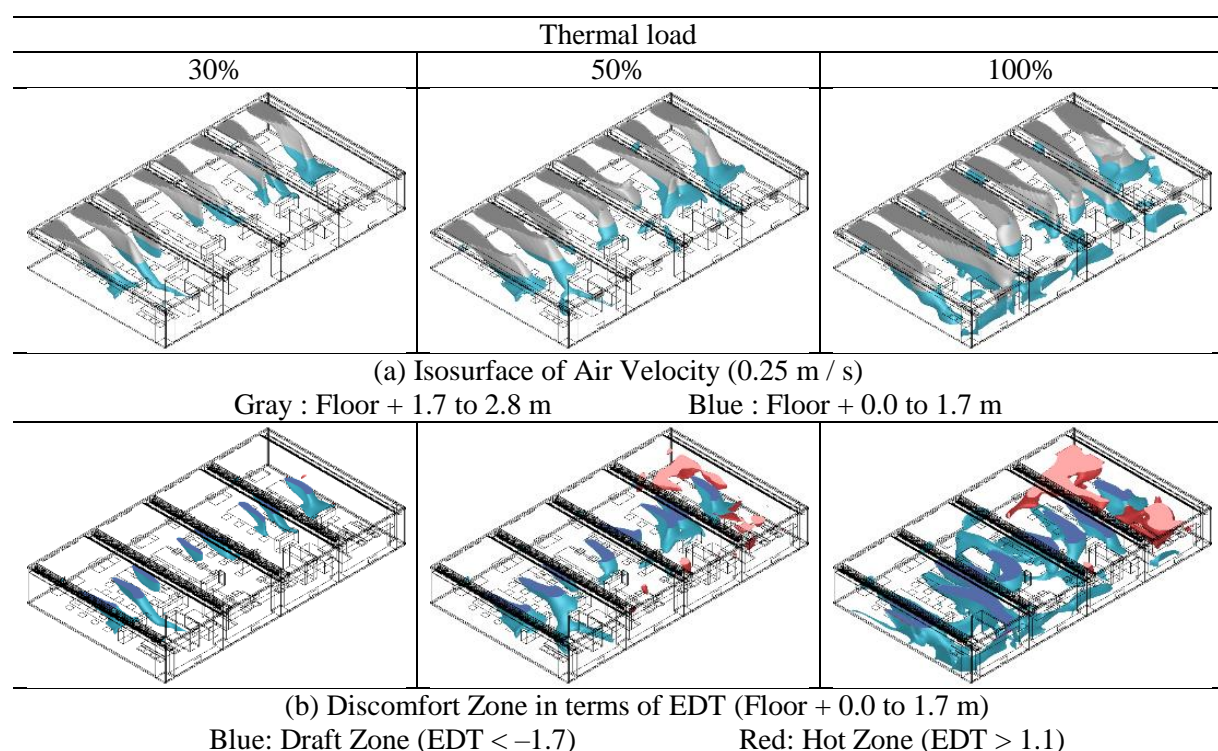 Thermal load
30% 50% 100%
(a) Isosurface of Air Velocity (0.25 m / s)
Gray : Floor + 1.7 to 2.8 m Blue : Floor + 0.0 to 1.7 m
(b) Discomfort Zone in terms of EDT (Floor + 0.0 to 1.7 m)
Blue: Draft Zone (EDT < –1.7) Red: Hot Zone (EDT > 1.1)